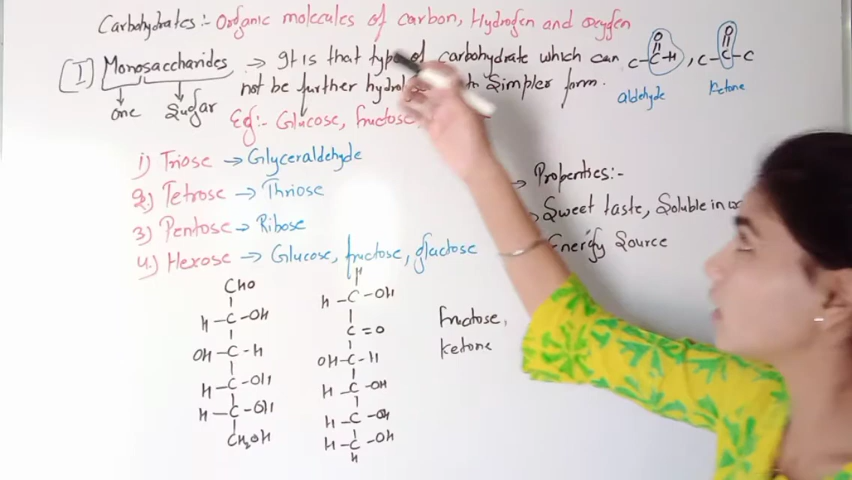 Carbohydrates:- Organic molecules of carbon, Hydrogen and oxygen
(I) Monosaccharides → It is that type of carbohydrate which can
not be further to simpler form.
one Sugar
Eg:- Glucose, fructose,
O O
C-C-H, C-C-C
aldehyde ketone
1) Triose → Glyceraldehyde
2.) Tetrose → Thriose
3) Pentose → Ribose
4.) Hexose → Glucose, fructose, glactose
Properties:-
Sweet taste, Soluble in
Energy Source
CHO
H-C-OH
OH-C-H
H-C-OH
H-C-OH
CH2OH
H
H-C-OH
C=O
OH-C-H
H-C-OH
H-C-OH
H-C-OH
H
fructose,
ketone